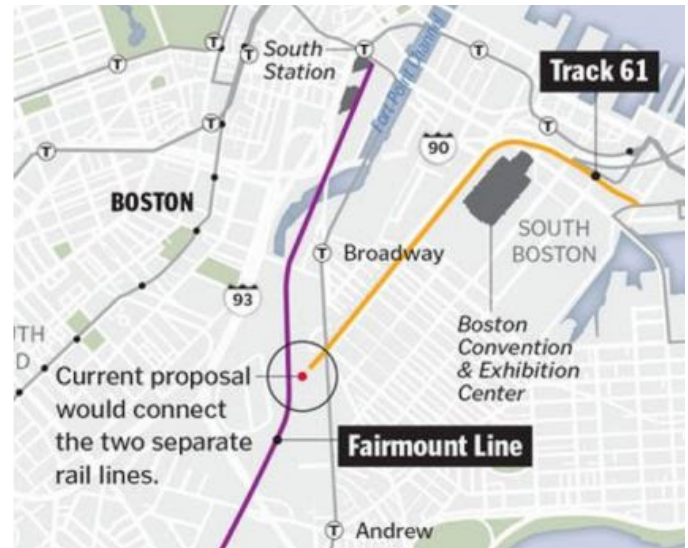 T
T
South
Station
T
T
Fort Point Channel
Track 61
T
T
90
T
BOSTON
SOUTH
BOSTON
T
Broadway
93
TH
D
Boston
Convention
& Exhibition
Center
Current proposal
would connect
the two separate
rail lines.
Fairmount Line
T
Andrew